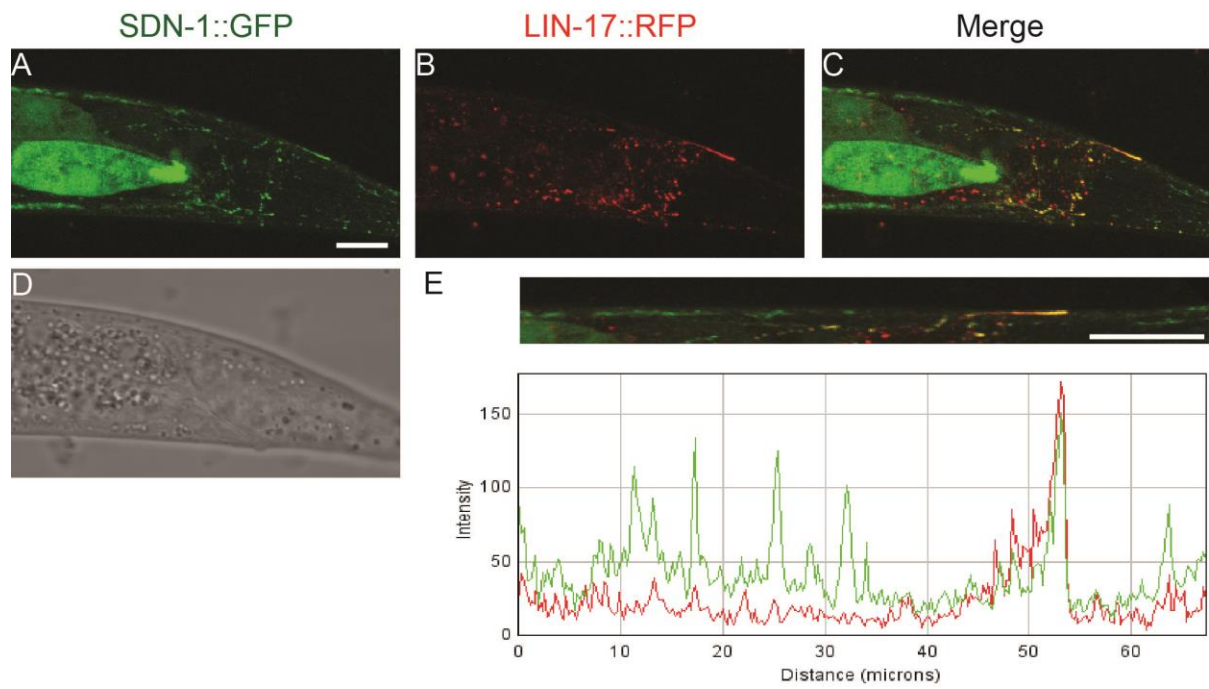 SDN-1::GFP LIN-17::RFP Merge
A B C
D E
150
100
50
0
Intensity
0 10 20 30 40 50 60
Distance (microns)